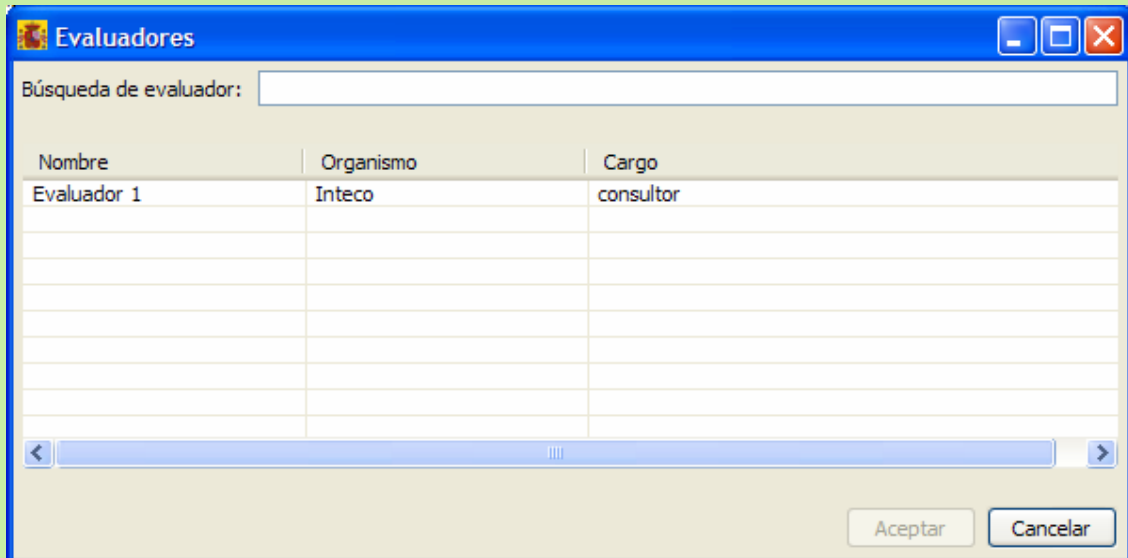 Evaluadores
Búsqueda de evaluador:
Nombre Organismo Cargo
Evaluador 1 Inteco consultor
Aceptar Cancelar